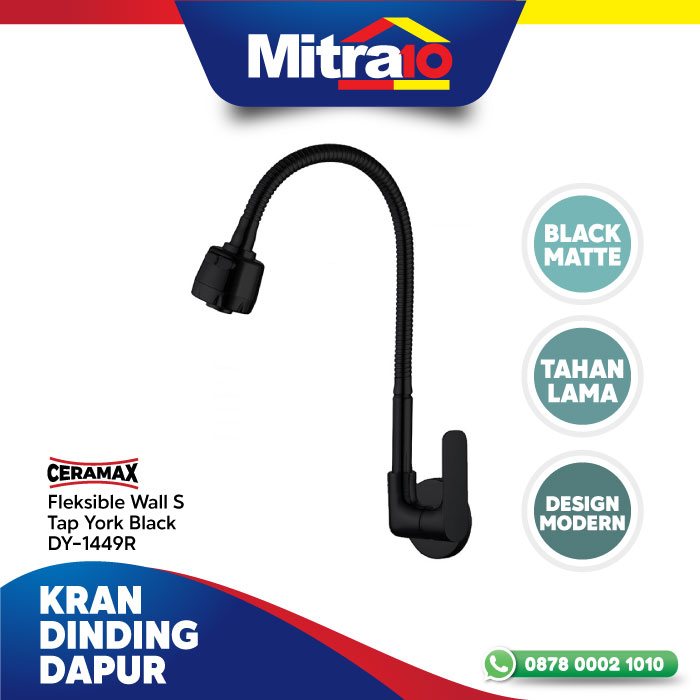 Mitra10
BLACK
MATTE
TAHAN
LAMA
CERAMAX
Fleksible Wall S
Tap York Black
DY-1449R
DESIGN
MODERN
KRAN
DINDING
DAPUR
0878 0002 1010